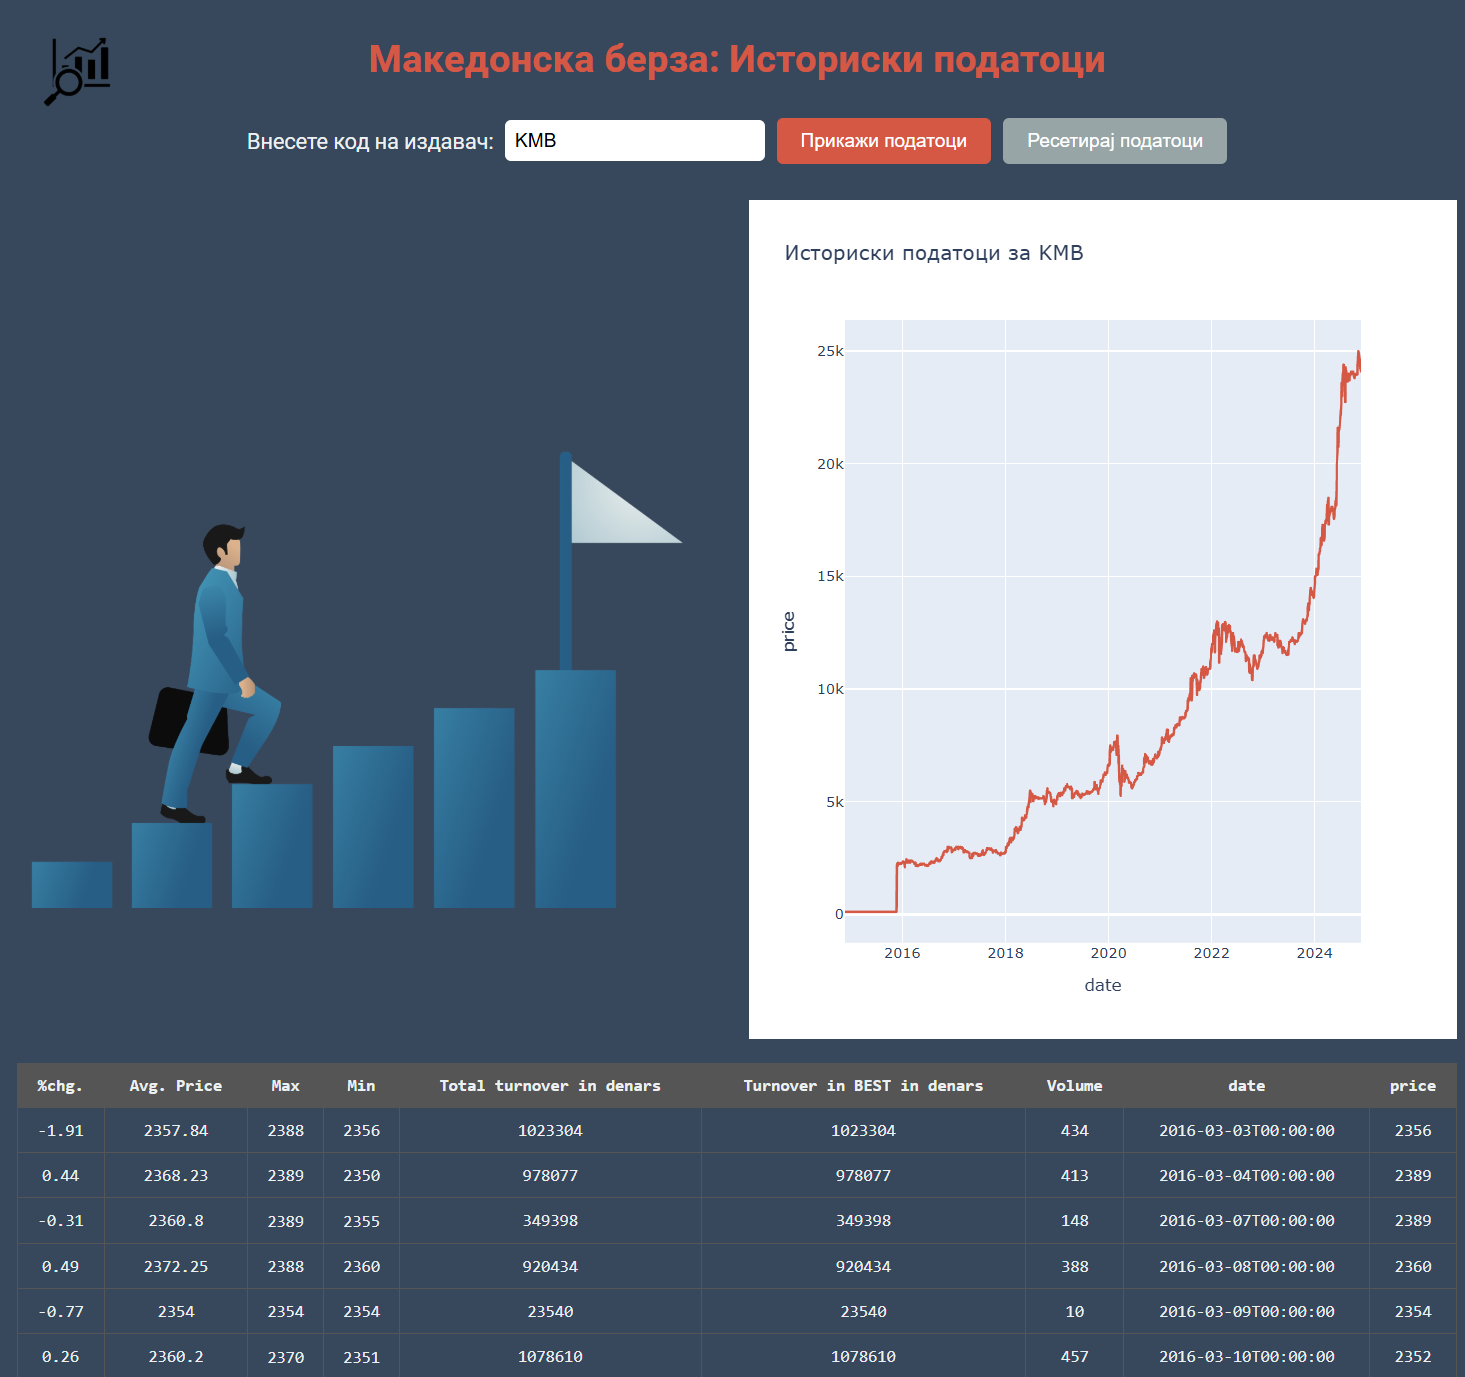 Македонска берза: Историски податоци
Внесете код на издавач: KMB Прикажи податоци Ресетирај податоци
Историски податоци за KMB
25k
20k
15k
10k
5k
0
price
2016 2018 2020 2022 2024
date
%chg. Avg. Price Max Min Total turnover in denars Turnover in BEST in denars Volume date price
-1.91 2357.84 2388 2356 1023304 1023304 434 2016-03-03T00:00:00 2356
0.44 2368.23 2389 2350 978077 978077 413 2016-03-04T00:00:00 2389
-0.31 2360.8 2389 2355 349398 349398 148 2016-03-07T00:00:00 2389
0.49 2372.25 2388 2360 920434 920434 388 2016-03-08T00:00:00 2360
-0.77 2354 2354 2354 23540 23540 10 2016-03-09T00:00:00 2354
0.26 2360.2 2370 2351 1078610 1078610 457 2016-03-10T00:00:00 2352